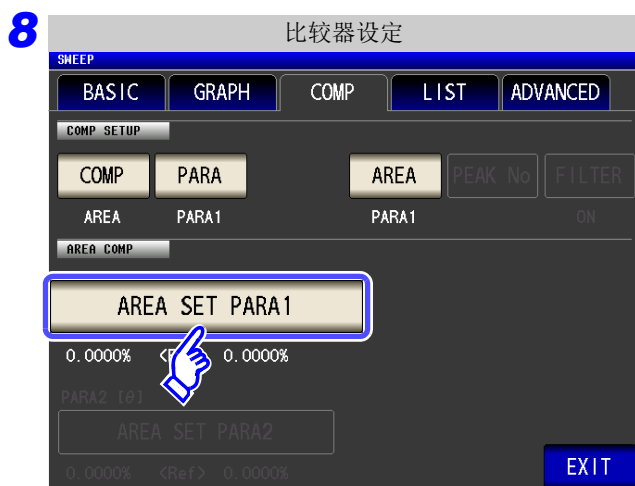 8
比较器设定
SWEEP
BASIC GRAPH COMP LIST ADVANCED
COMP SETUP
COMP PARA AREA PEAK No FILTER
AREA PARA1 PARA1 ON
AREA COMP
AREA SET PARA1
0.0000% 0.0000%
PARA2 [θ]
AREA SET PARA2
0.0000% <Ref> 0.0000%
EXIT